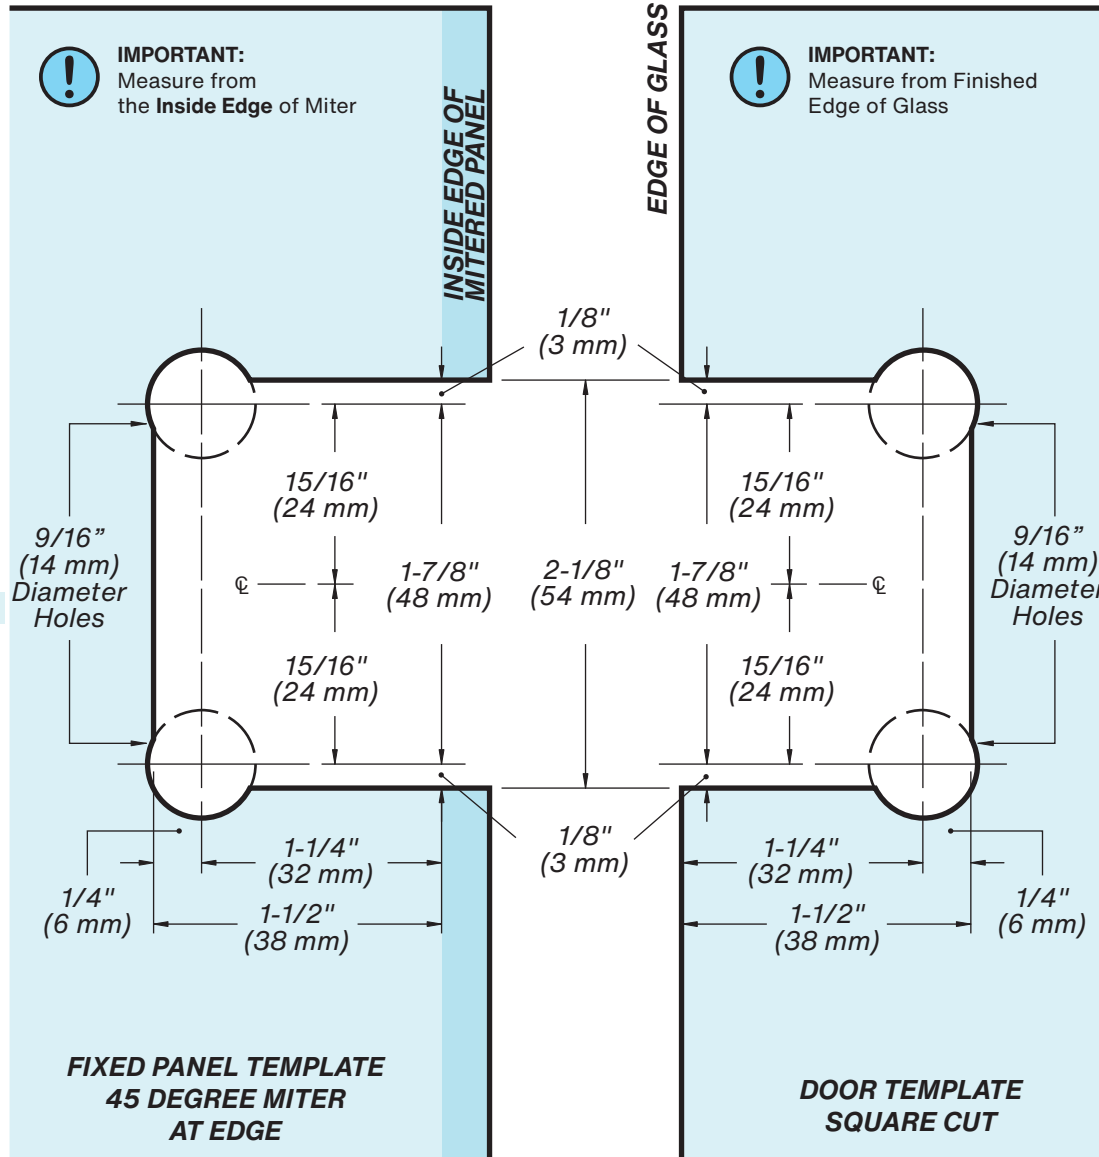 IMPORTANT:
Measure from
the Inside Edge of Miter
INSIDE EDGE OF
MITERED PANEL
EDGE OF GLASS
IMPORTANT:
Measure from Finished
Edge of Glass
1/8"
(3 mm)
15/16"
(24 mm)
15/16"
(24 mm)
9/16”
(14 mm)
Diameter
Holes
℄
1-7/8"
(48 mm)
2-1/8"
(54 mm)
1-7/8"
(48 mm)
℄
9/16”
(14 mm)
Diameter
Holes
15/16"
(24 mm)
15/16"
(24 mm)
1/8"
(3 mm)
1-1/4"
(32 mm)
1-1/4"
(32 mm)
1/4"
(6 mm)
1-1/2"
(38 mm)
1-1/2"
(38 mm)
1/4"
(6 mm)
FIXED PANEL TEMPLATE
45 DEGREE MITER
AT EDGE
DOOR TEMPLATE
SQUARE CUT